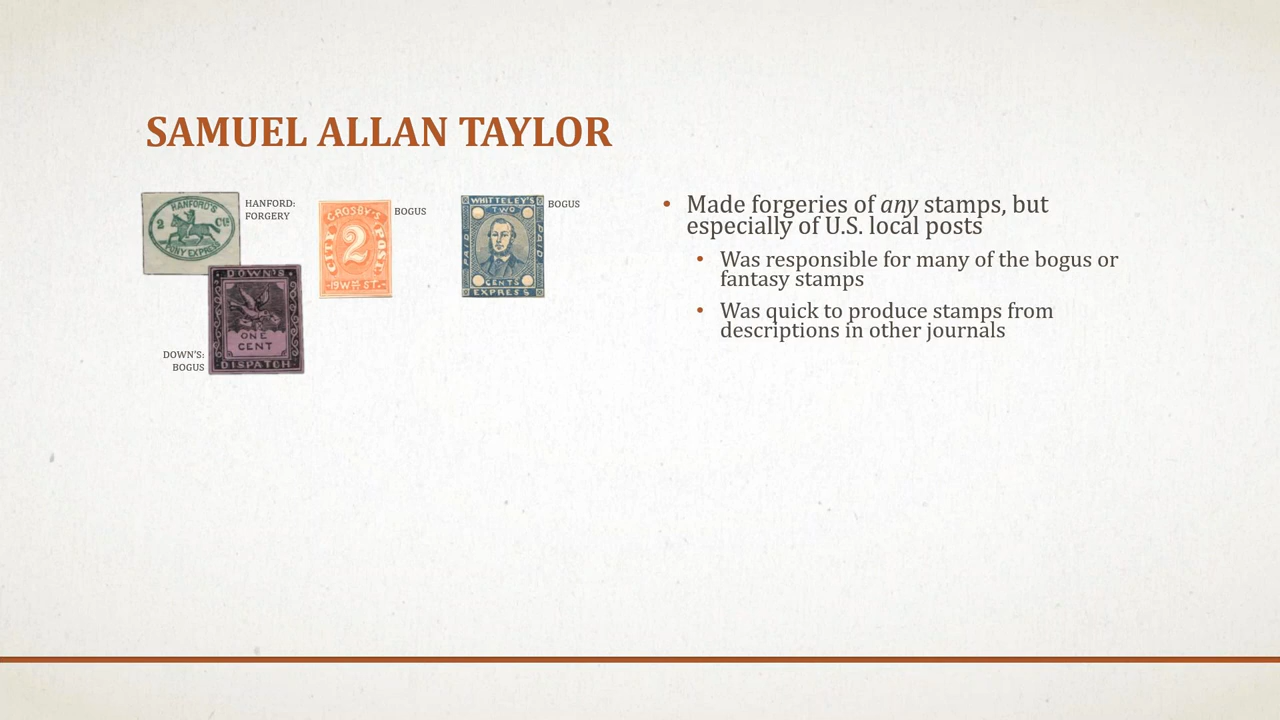 SAMUEL ALLAN TAYLOR
HANFORD'S
2 Cts
PONY EXPRESS
HANFORD:
FORGERY
CROSBY'S
CITY 2 POST
19 WM ST.
BOGUS
WHITTELEY'S
TWO
PAID PAID
CENTS
EXPRESS
BOGUS
DOWN'S
ONE
CENT
DISPATCH
DOWN'S:
BOGUS
• Made forgeries of any stamps, but
especially of U.S. local posts
• Was responsible for many of the bogus or
fantasy stamps
• Was quick to produce stamps from
descriptions in other journals